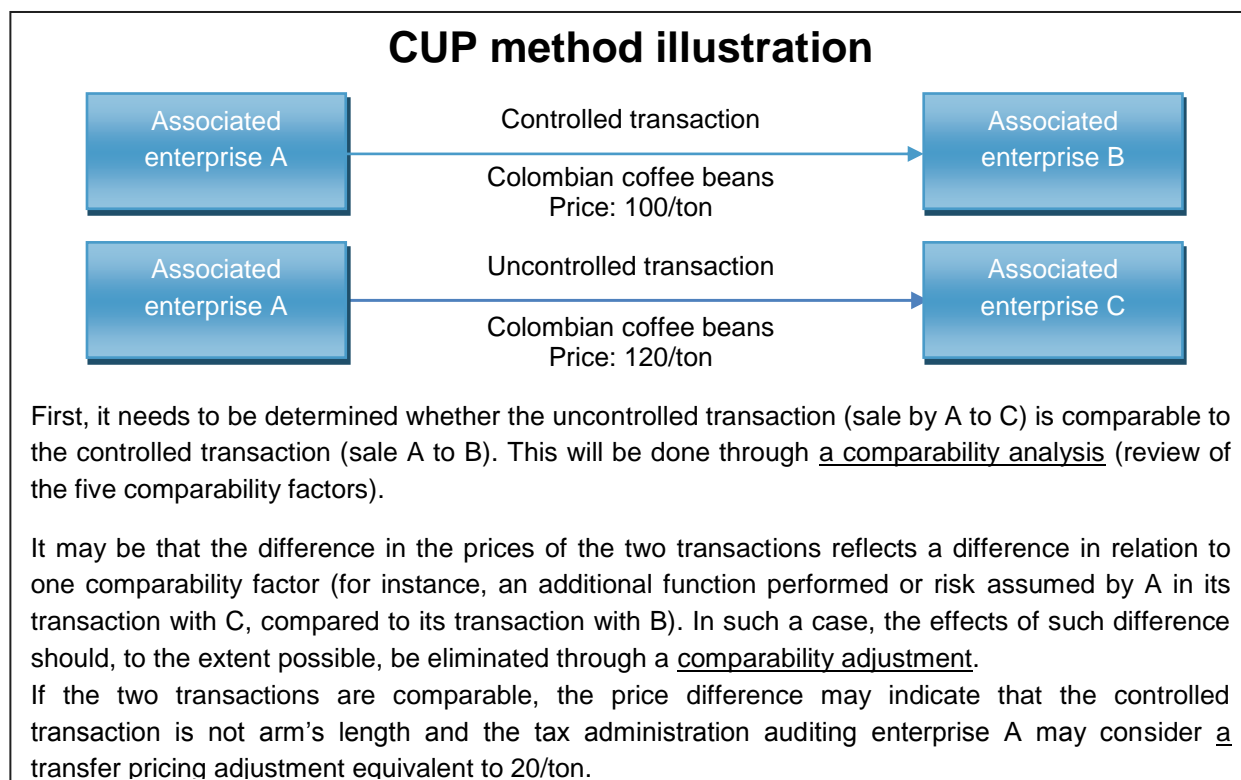 CUP method illustration
Associated
enterprise A
Controlled transaction
Colombian coffee beans
Price: 100/ton
Associated
enterprise B
Associated
enterprise A
Uncontrolled transaction
Colombian coffee beans
Price: 120/ton
Associated
enterprise C
First, it needs to be determined whether the uncontrolled transaction (sale by A to C) is comparable to
the controlled transaction (sale A to B). This will be done through a comparability analysis (review of
the five comparability factors).
It may be that the difference in the prices of the two transactions reflects a difference in relation to
one comparability factor (for instance, an additional function performed or risk assumed by A in its
transaction with C, compared to its transaction with B). In such a case, the effects of such difference
should, to the extent possible, be eliminated through a comparability adjustment.
If the two transactions are comparable, the price difference may indicate that the controlled
transaction is not arm’s length and the tax administration auditing enterprise A may consider a
transfer pricing adjustment equivalent to 20/ton.